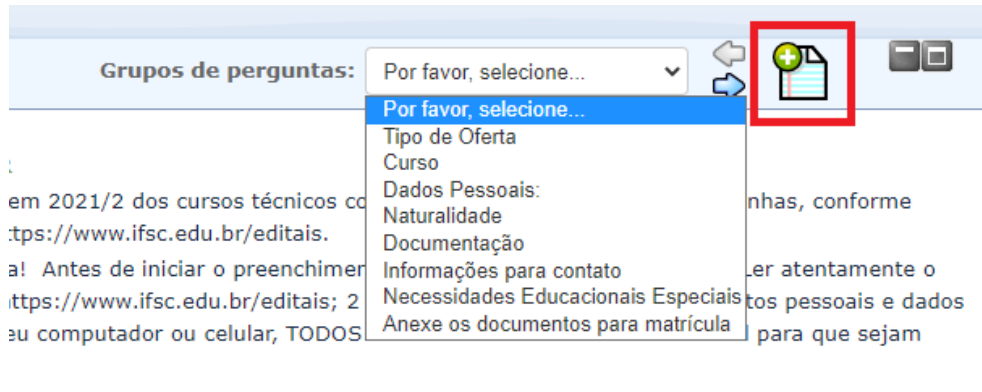 Grupos de perguntas:
Por favor, selecione...
Por favor, selecione...
Tipo de Oferta
Curso
Dados Pessoais:
Naturalidade
Documentação
Informações para contato
Necessidades Educacionais Especiais
Anexe os documentos para matrícula
em 2021/2 dos cursos técnicos nhas, conforme
ttps://www.ifsc.edu.br/editais.
a! Antes de iniciar o Ler atentamente o
https://www.ifsc.edu.br/editais; 2 tos pessoais e dados
eu computador ou celular, TODOS para que sejam